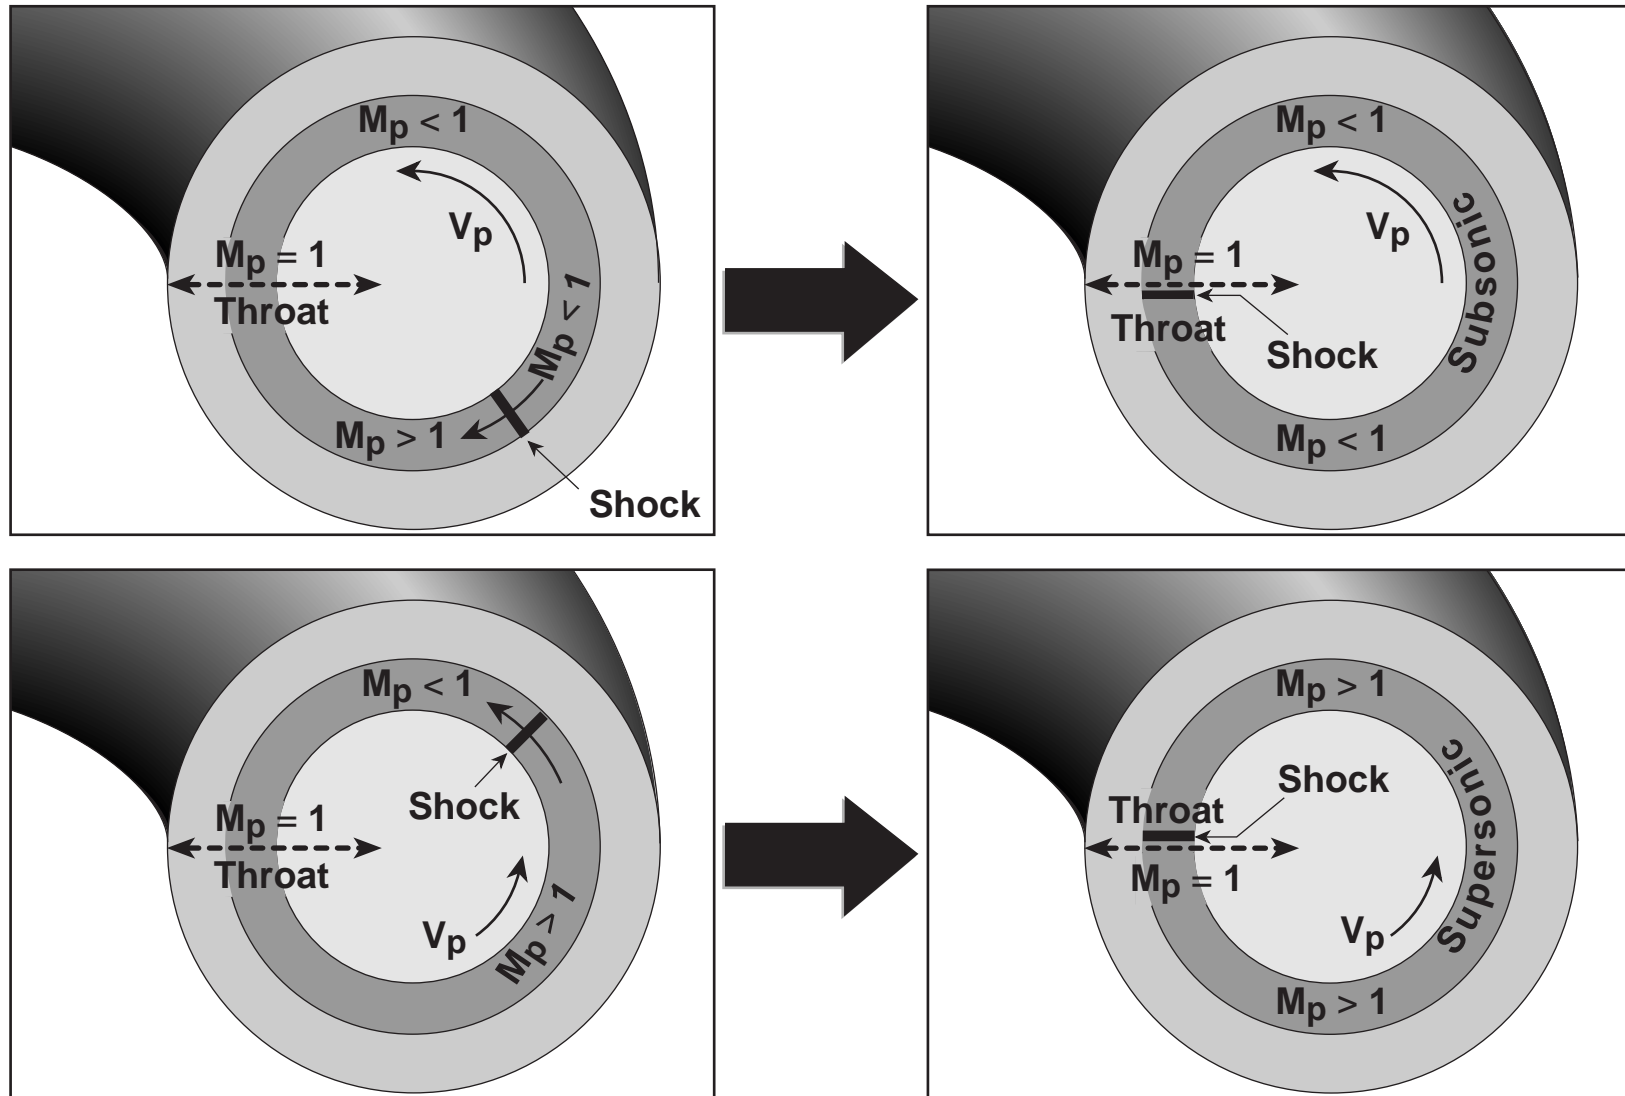 Mp < 1
Vp
Mp = 1
Throat
Mp < 1
Mp > 1
Shock
Mp < 1
Vp
Subsonic
Mp = 1
Throat
Shock
Mp < 1
Mp < 1
Shock
Mp = 1
Throat
Vp
Mp > 1
Mp > 1
Supersonic
Shock
Throat
Mp = 1
Vp
Mp > 1